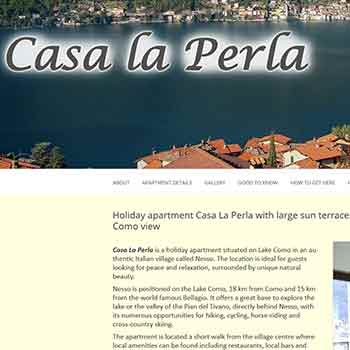 Casa la Perla
ABOUT APARTMENT DETAILS GALLERY GOOD TO KNOW HOW TO GET HERE
Holiday apartment Casa La Perla with large sun terrace
Como view
Casa La Perla is a holiday apartment situated on Lake Como in an au-
thentic Italian village called Nesso. The location is ideal for guests
looking for peace and relaxation, surrounded by unique natural
beauty.
Nesso is positioned on the Lake Como, 18 km from Como and 15 km
from the world famous Bellagio. It offers a great base to explore the
lake or the valley of the Pian del Tivano, directly behind Nesso, with
its numerous opportunities for hiking, cycling, horse-riding and
cross country skiing.
The apartment is located a short walk from the village centre where
local amenities can be found including restaurants, local bars and